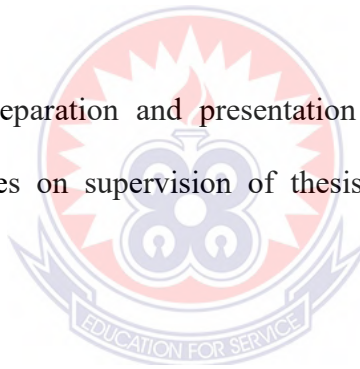 eparation and presentation
es on supervision of thesis
EDUCATION FOR SERVICE